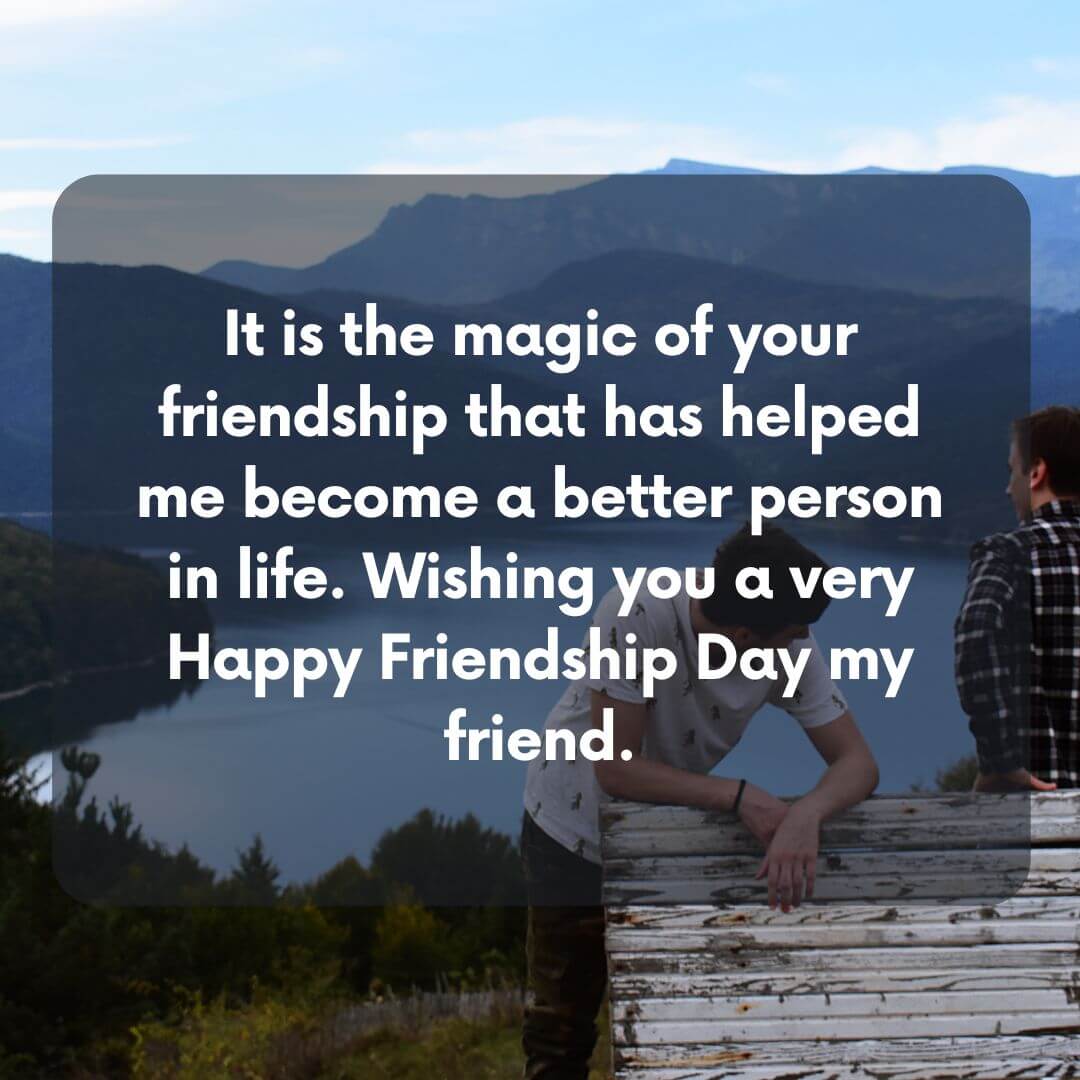 It is the magic of your
friendship that has helped
me become a better person
in life. Wishing you a very
Happy Friendship Day my
friend.